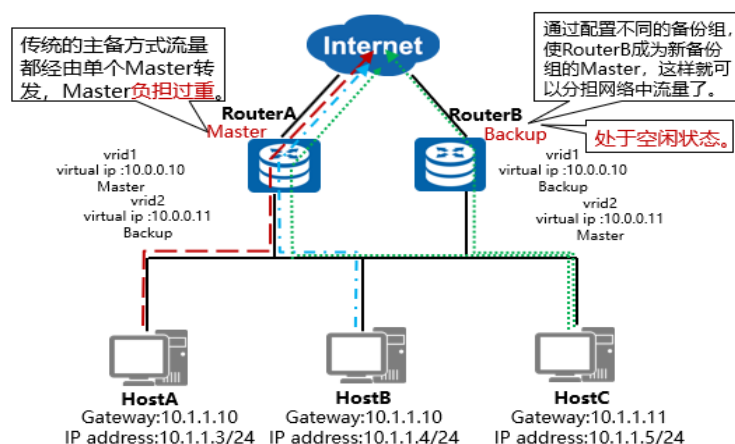 传统的主备方式流量
都经由单个Master转
发，Master负担过重。
Internet
通过配置不同的备份组，
使RouterB成为新备份
组的Master，这样就可
以分担网络中流量了。
RouterA
Master
RouterB
Backup
处于空闲状态。
vrid1
virtual ip :10.0.0.10
Master
vrid2
virtual ip :10.0.0.11
Backup
vrid1
virtual ip :10.0.0.10
Backup
vrid2
virtual ip :10.0.0.11
Master
HostA
Gateway:10.1.1.10
IP address:10.1.1.3/24
HostB
Gateway:10.1.1.10
IP address:10.1.1.4/24
HostC
Gateway:10.1.1.11
IP address:10.1.1.5/24